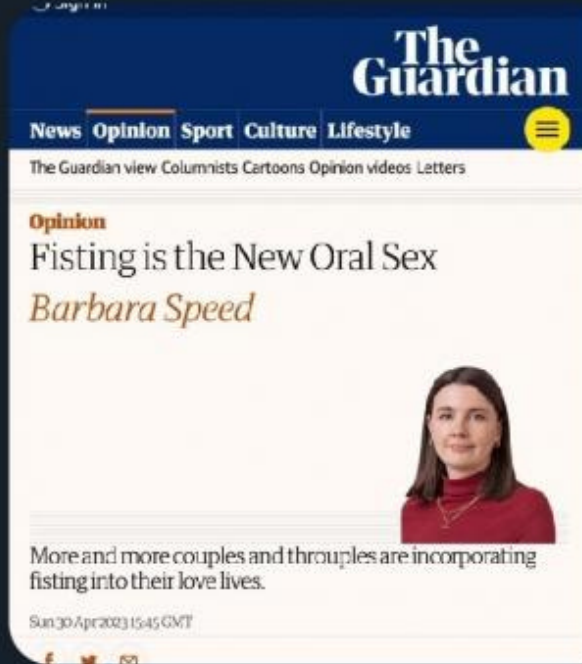 The
Guardian
News Opinion Sport Culture Lifestyle
The Guardian view Columnists Cartoons Opinion videos Letters
Opinion
Fisting is the New Oral Sex
Barbara Speed
More and more couples and throuples are incorporating
fisting into their love lives.
Sun 30 Apr 2023 15:45 GMT